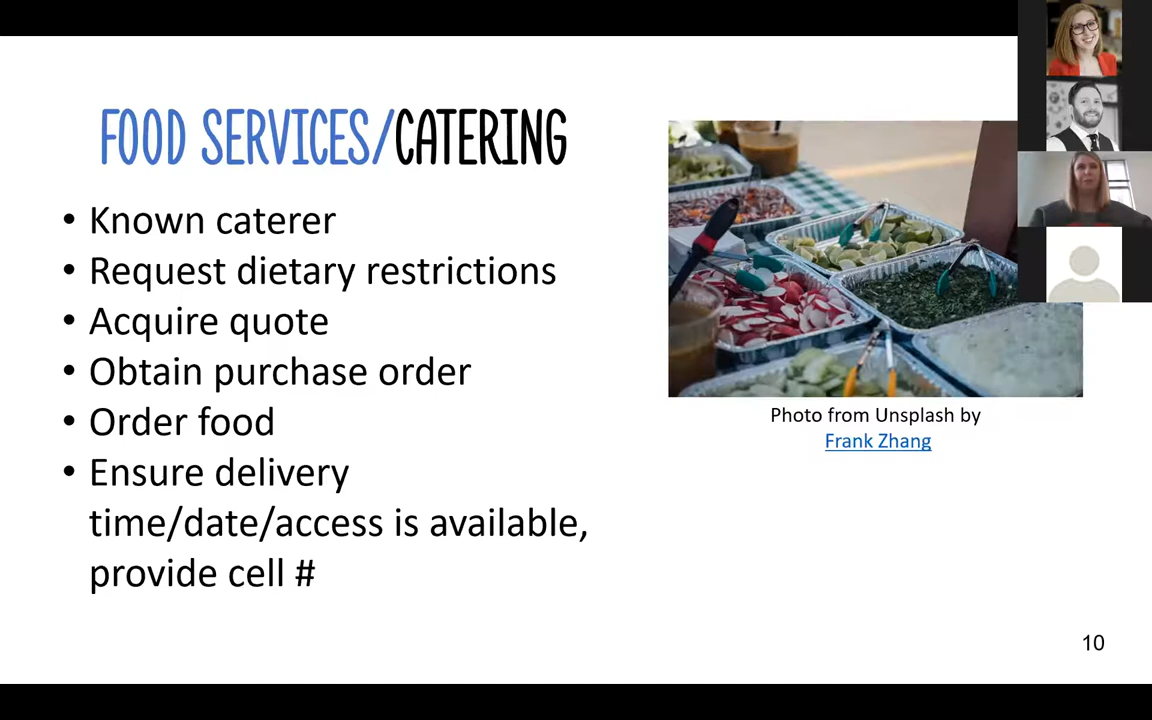 FOOD SERVICES/CATERING
• Known caterer
• Request dietary restrictions
• Acquire quote
• Obtain purchase order
• Order food
• Ensure delivery
time/date/access is available,
provide cell #
Photo from Unsplash by
Frank Zhang
10